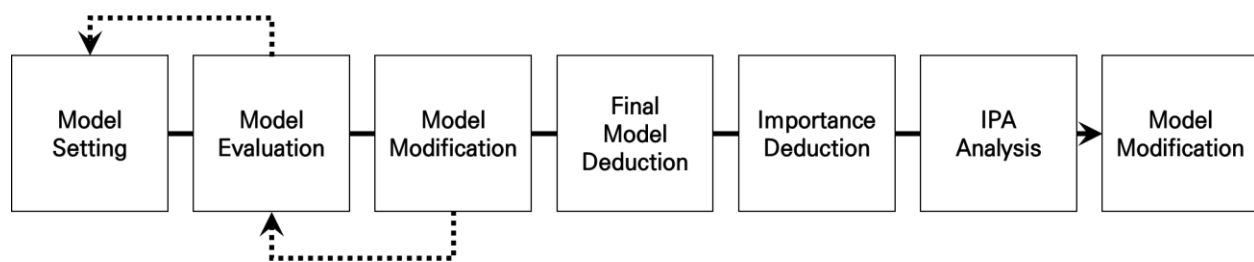 Model
Setting
Model
Evaluation
Model
Modification
Final
Model
Deduction
Importance
Deduction
IPA
Analysis
Model
Modification